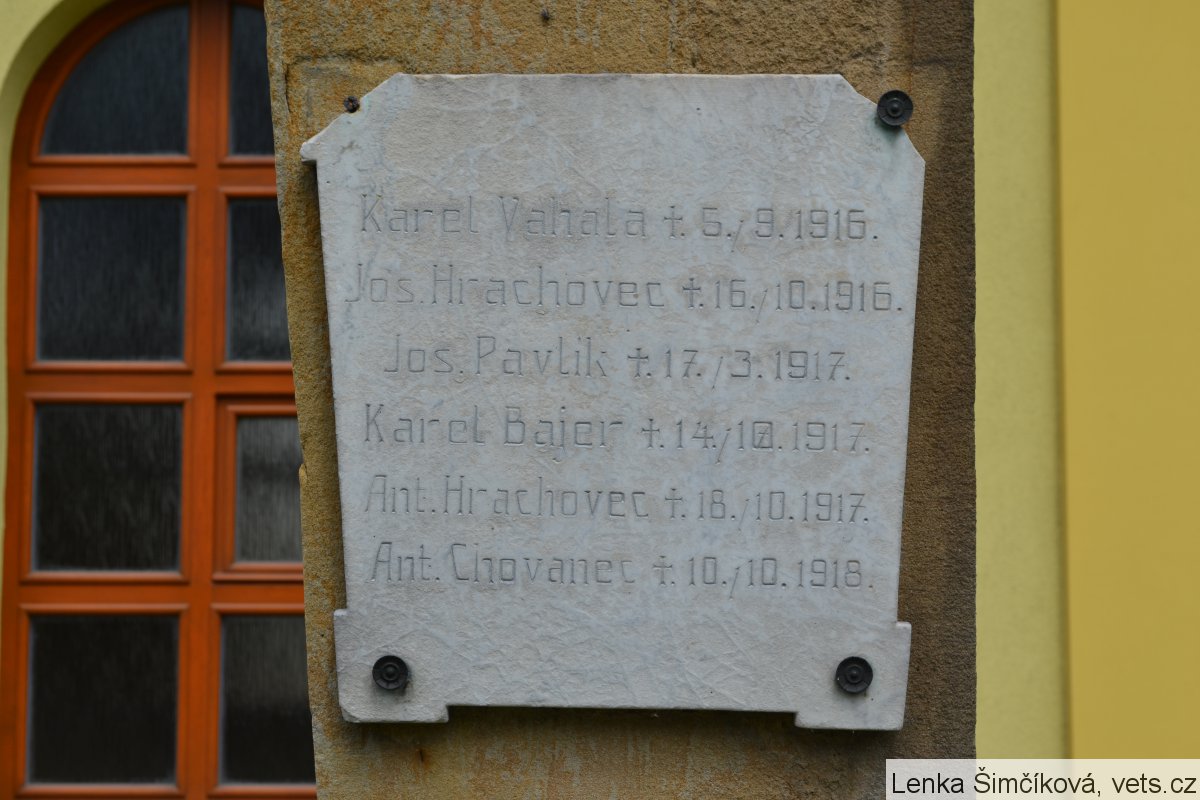 Karel Vahala ✝. 5./9.1916.
Jos.Hrachovec ✝.16./10.1916.
Jos.Pavlik ✝.17./3.1917.
Karel Bajer ✝.14./10.1917.
Ant.Hrachovec ✝.18./10.1917.
Ant. Chovanec ✝.10./10.1918.
Lenka Šimčíková, vets.cz